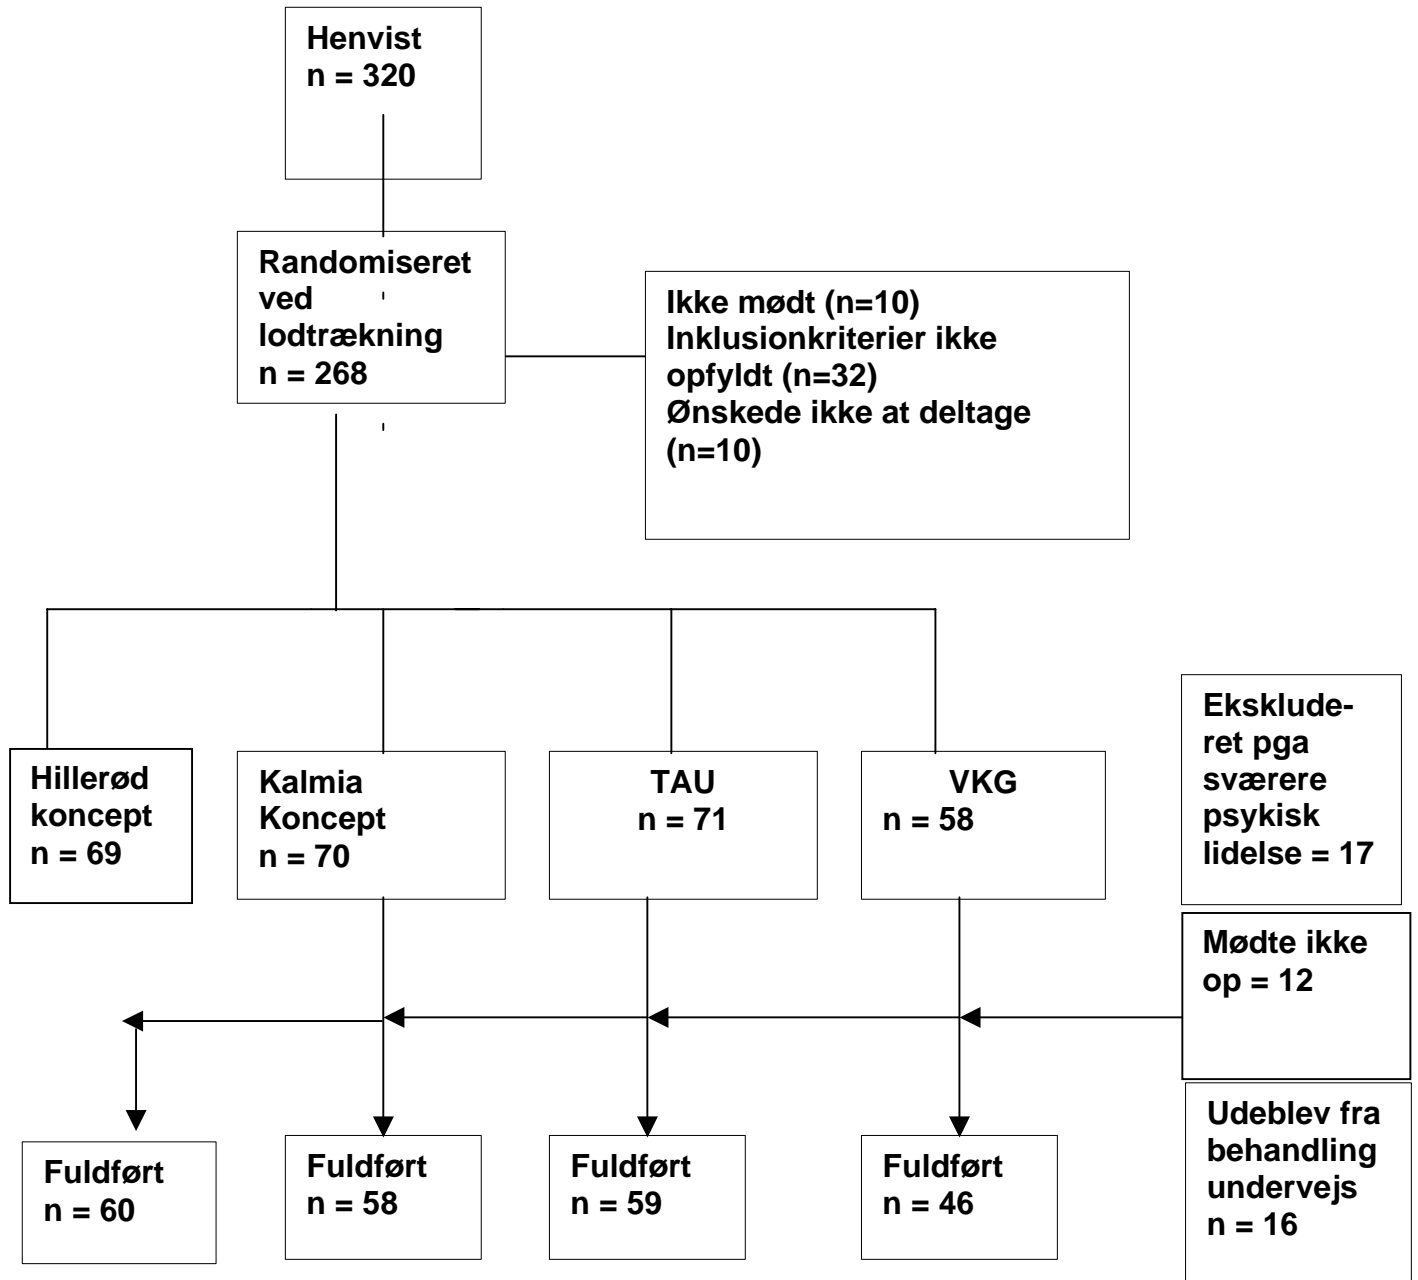 Henvist
n = 320
Randomiseret
ved
lodtrækning
n = 268
Ikke mødt (n=10)
Inklusionkriterier ikke
opfyldt (n=32)
Ønskede ikke at deltage
(n=10)
Hillerød
koncept
n = 69
Kalmia
Koncept
n = 70
TAU
n = 71
VKG
n = 58
Eksklude-
ret pga
sværere
psykisk
lidelse = 17
Mødte ikke
op = 12
Udeblev fra
behandling
undervejs
n = 16
Fuldført
n = 60
Fuldført
n = 58
Fuldført
n = 59
Fuldført
n = 46